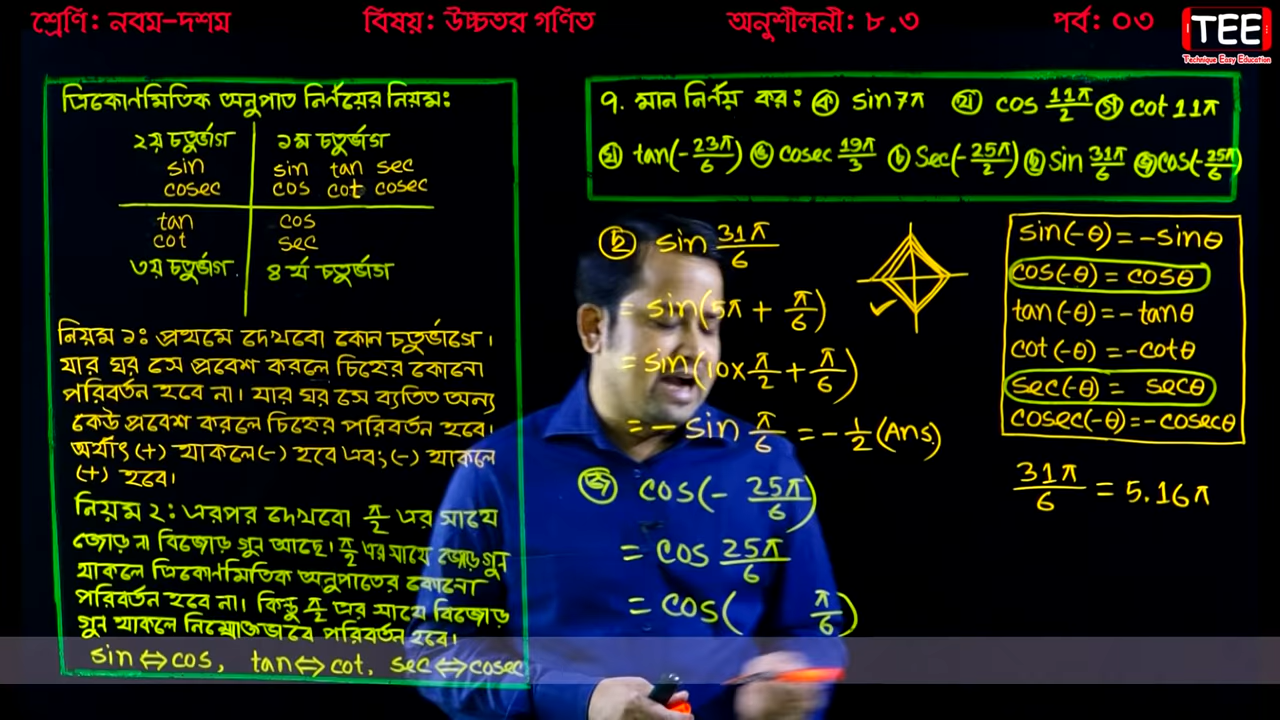 শ্রেণি: নবম-দশম বিষয়: উচ্চতর গণিত অনুশীলনী: ৮.৩ পর্ব: ০৩
TEE
Technique Easy Education
ত্রিকোণমিতিক অনুপাত নির্ণয়ের নিয়ম:
২য় চতুর্ভাগ ১ম চতুর্ভাগ
sin sin tan sec
cosec cos cot cosec
tan cos
cot sec
৩য় চতুর্ভাগ ৪র্থ চতুর্ভাগ
নিয়ম ১: প্রথমে দেখবো কোন চতুর্ভাগে।
যার ঘর সে প্রবেশ করলে চিহ্নের কোনো
পরিবর্তন হবে না। যার ঘর সে ব্যতিত অন্য
কেউ প্রবেশ করলে চিহ্নের পরিবর্তন হবে।
অর্থাৎ (+) থাকলে (-) হবে এবং (-) থাকলে
(+) হবে।
নিয়ম ২: এরপর দেখবো π/2 এর সাথে
জোড় না বিজোড় গুন আছে। π/2 এর সাথে জোড় গুন
থাকলে ত্রিকোণমিতিক অনুপাতের কোনো
পরিবর্তন হবে না। কিন্তু π/2 এর সাথে বিজোড়
গুন থাকলে নিম্নোক্তভাবে পরিবর্তন হবে।
sin⇔cos, tan⇔cot, sec⇔cosec
৭. মান নির্ণয় কর: ক sin7π খ cos 11π/2 গ cot 11π
ঘ tan(-23π/6) ঙ cosec 19π/3 চ Sec(-25π/2) ছ sin 31π/6 জ cos(-25π/6)
ছ sin 31π/6
= sin(5π + π/6)
= sin(10×π/2 + π/6)
= - sin π/6 = - 1/2 (Ans.)
জ cos(- 25π/6)
= cos 25π/6
= cos( π/6)
sin(-θ) = -sinθ
cos(-θ) = cosθ
tan(-θ) = -tanθ
cot(-θ) = -cotθ
sec(-θ) = secθ
cosec(-θ) = -cosecθ
31π/6 = 5.16π